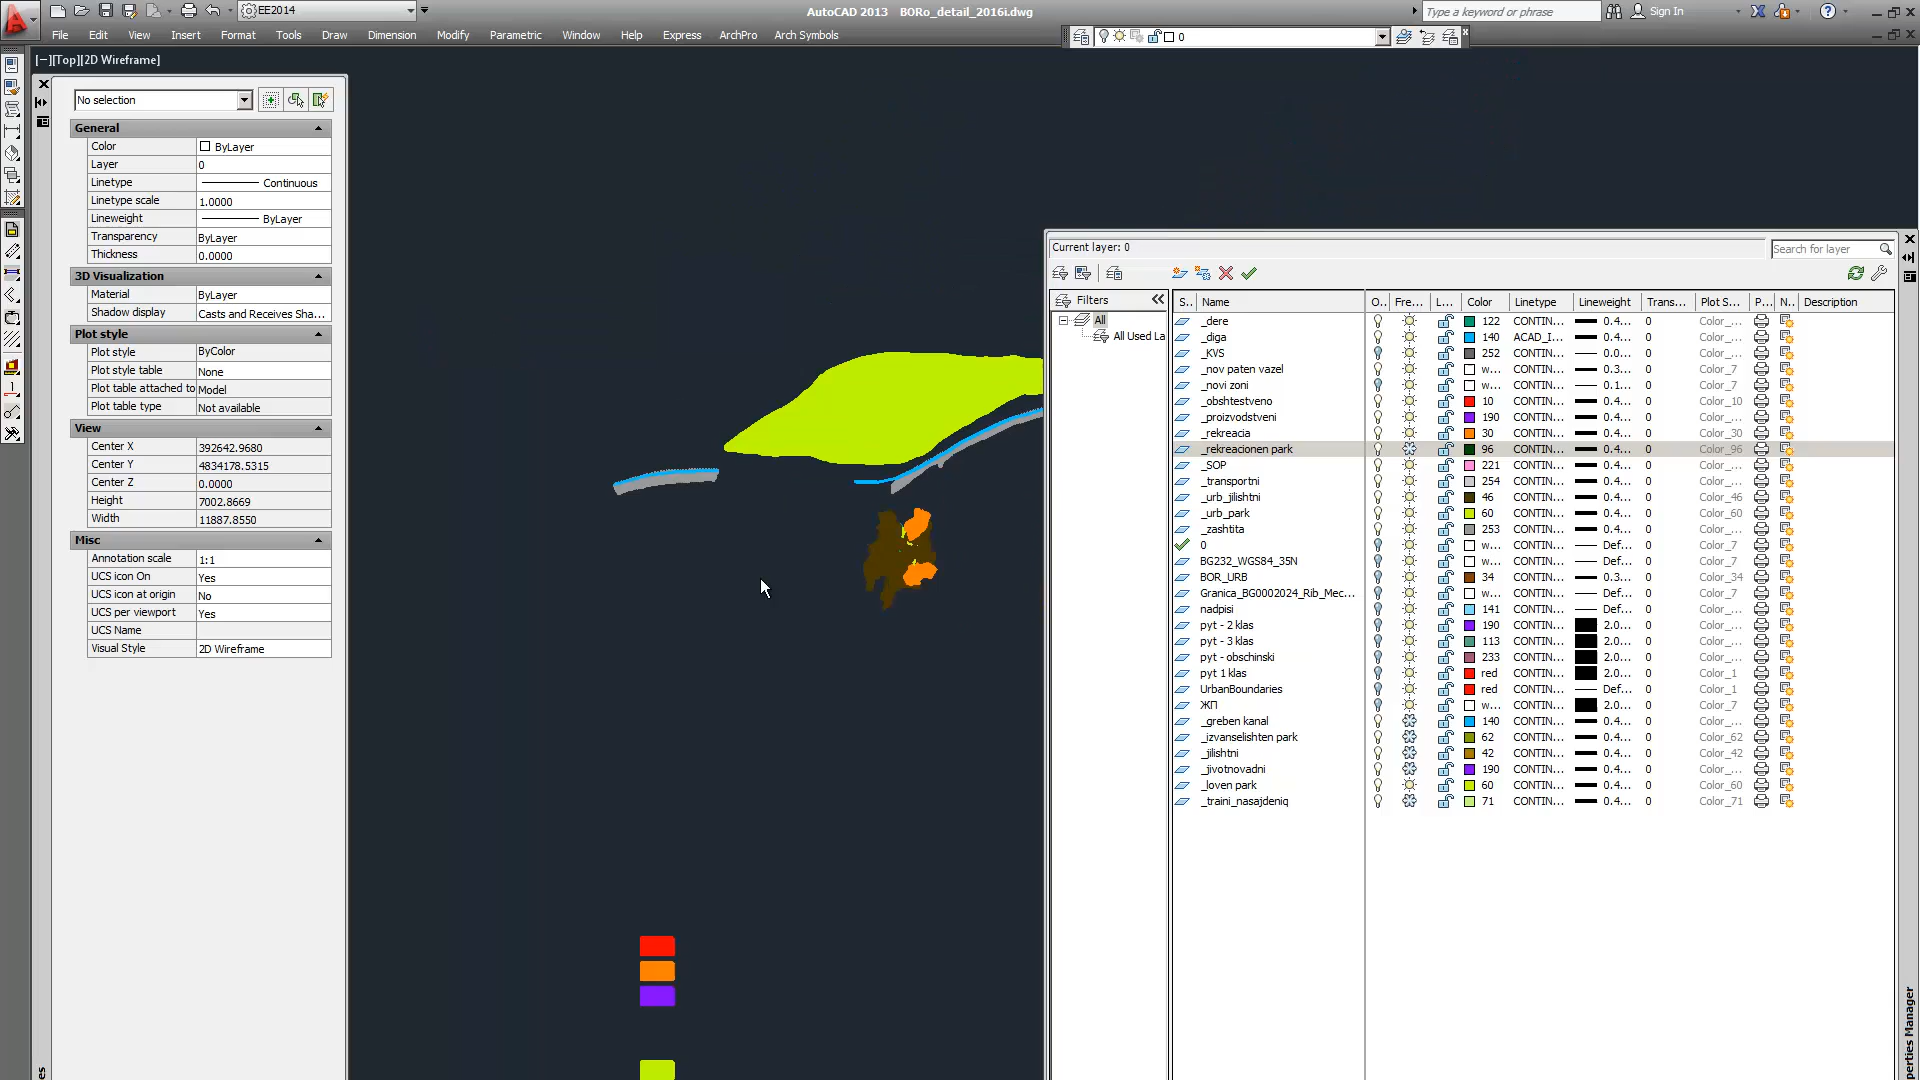 EE2014
AutoCAD 2013 BORo_detail_2016i.dwg
Type a keyword or phrase
Sign In
File Edit View Insert Format Tools Draw Dimension Modify Parametric Window Help Express ArchPro Arch Symbols
0
[−][Top][2D Wireframe]
No selection
General
Color ByLayer
Layer 0
Linetype Continuous
Linetype scale 1.0000
Lineweight ByLayer
Transparency ByLayer
Thickness 0.0000
3D Visualization
Material ByLayer
Shadow display Casts and Receives Sha...
Plot style
Plot style ByColor
Plot style table None
Plot table attached to Model
Plot table type Not available
View
Center X 392642.9680
Center Y 4834178.5315
Center Z 0.0000
Height 7002.8669
Width 11887.8550
Misc
Annotation scale 1:1
UCS icon On Yes
UCS icon at origin No
UCS per viewport Yes
UCS Name
Visual Style 2D Wireframe
es
Current layer: 0
Search for layer
Filters
All
All Used La
S.. Name O.. Fre... L... Color Linetype Lineweight Trans... Plot S... P... N.. Description
_dere 122 CONTIN... 0.4... 0 Color_...
_diga 140 ACAD_I... 0.4... 0 Color_...
_KVS 252 CONTIN... 0.0... 0 Color_...
_nov paten vazel w... CONTIN... 0.3... 0 Color_7
_novi zoni w... CONTIN... 0.1... 0 Color_7
_obshtestveno 10 CONTIN... 0.4... 0 Color_10
_proizvodstveni 190 CONTIN... 0.4... 0 Color_...
_rekreacia 30 CONTIN... 0.4... 0 Color_30
_rekreacionen park 96 CONTIN... 0.4... 0 Color_96
_SOP 221 CONTIN... 0.4... 0 Color_...
_transportni 254 CONTIN... 0.4... 0 Color_...
_urb_jilishtni 46 CONTIN... 0.4... 0 Color_46
_urb_park 60 CONTIN... 0.4... 0 Color_60
_zashtita 253 CONTIN... 0.4... 0 Color_...
0 w... CONTIN... Def... 0 Color_7
BG232_WGS84_35N w... CONTIN... Def... 0 Color_7
BOR_URB 34 CONTIN... 0.3... 0 Color_34
Granica_BG0002024_Rib_Mec... w... CONTIN... Def... 0 Color_7
nadpisi 141 CONTIN... Def... 0 Color_...
pyt - 2 klas 190 CONTIN... 2.0... 0 Color_...
pyt - 3 klas 113 CONTIN... 2.0... 0 Color_...
pyt - obschinski 233 CONTIN... 2.0... 0 Color_...
pyt 1 klas red CONTIN... 2.0... 0 Color_1
UrbanBoundaries red CONTIN... Def... 0 Color_1
ЖП w... CONTIN... 2.0... 0 Color_7
_greben kanal 140 CONTIN... 0.4... 0 Color_...
_izvanselishten park 62 CONTIN... 0.4... 0 Color_62
_jilishtni 42 CONTIN... 0.4... 0 Color_42
_jivotnovadni 190 CONTIN... 0.4... 0 Color_...
_loven park 60 CONTIN... 0.4... 0 Color_60
_traini_nasajdeniq 71 CONTIN... 0.4... 0 Color_71
perties Manager